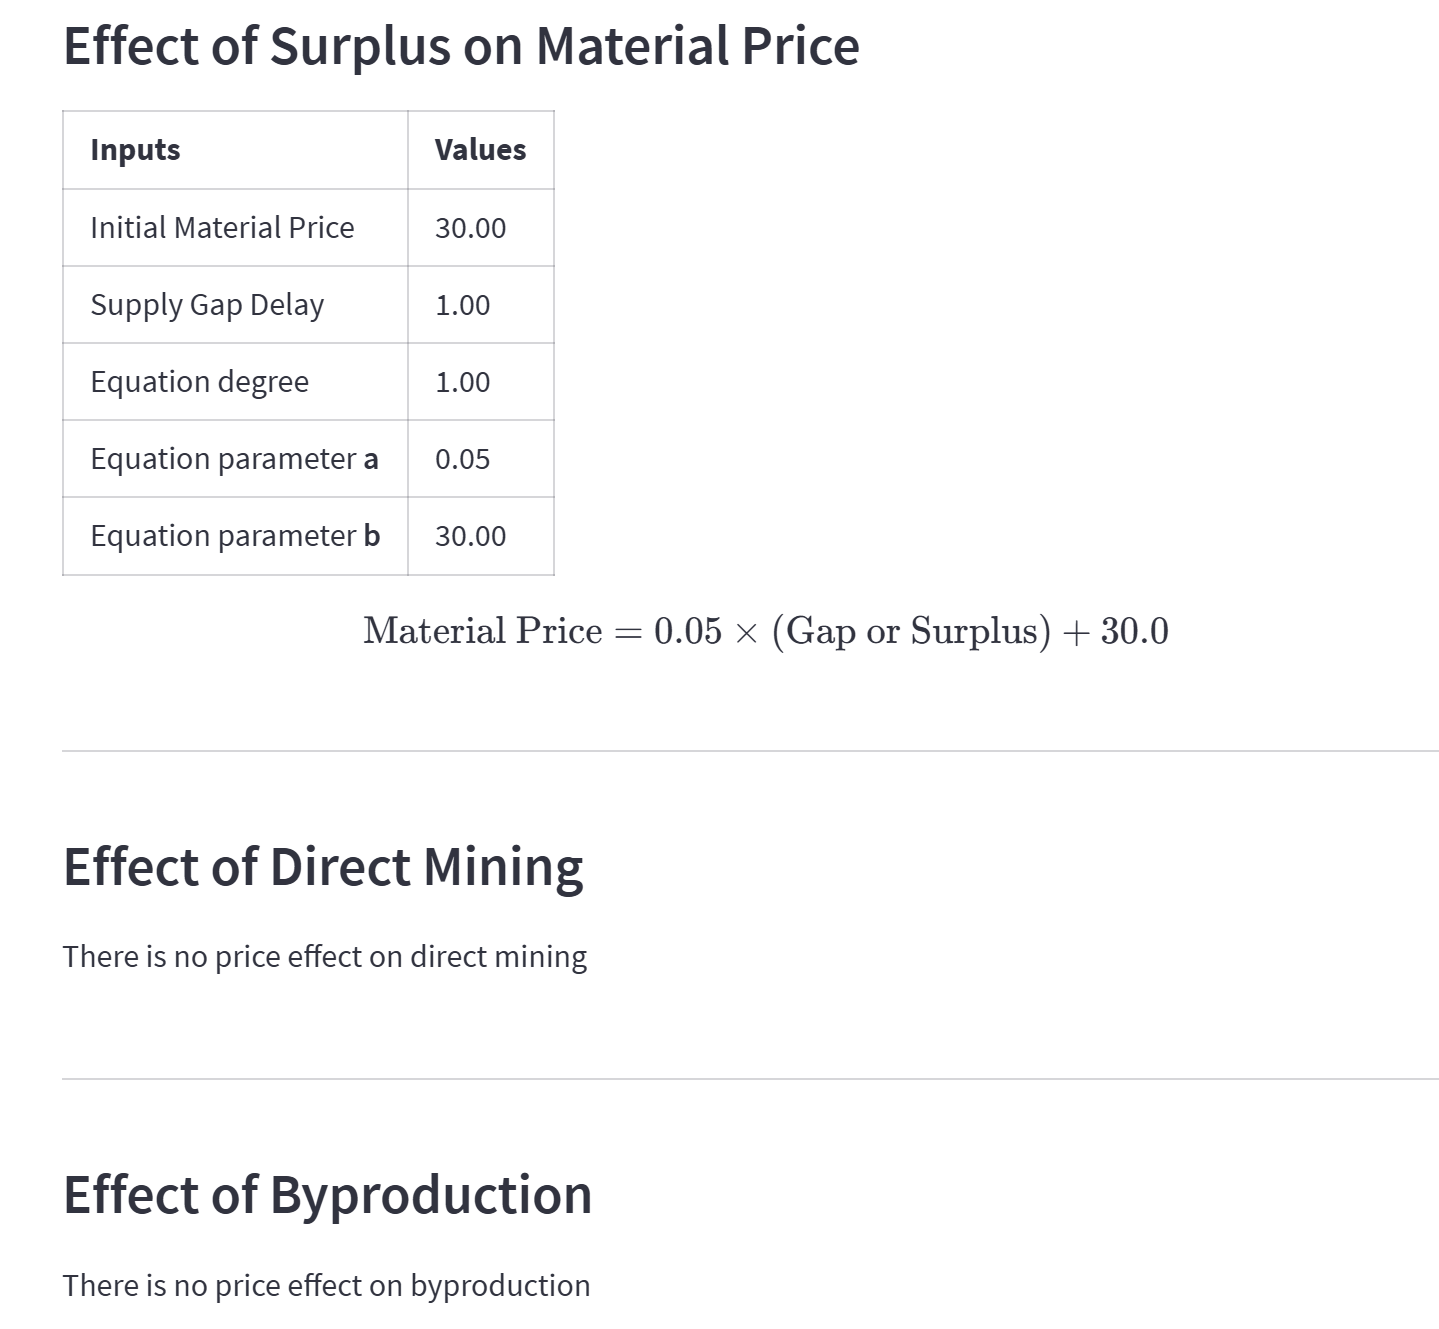 Effect of Surplus on Material Price
Inputs Values
Initial Material Price 30.00
Supply Gap Delay 1.00
Equation degree 1.00
Equation parameter a 0.05
Equation parameter b 30.00
Material Price = 0.05 × (Gap or Surplus) + 30.0
Effect of Direct Mining
There is no price effect on direct mining
Effect of Byproduction
There is no price effect on byproduction